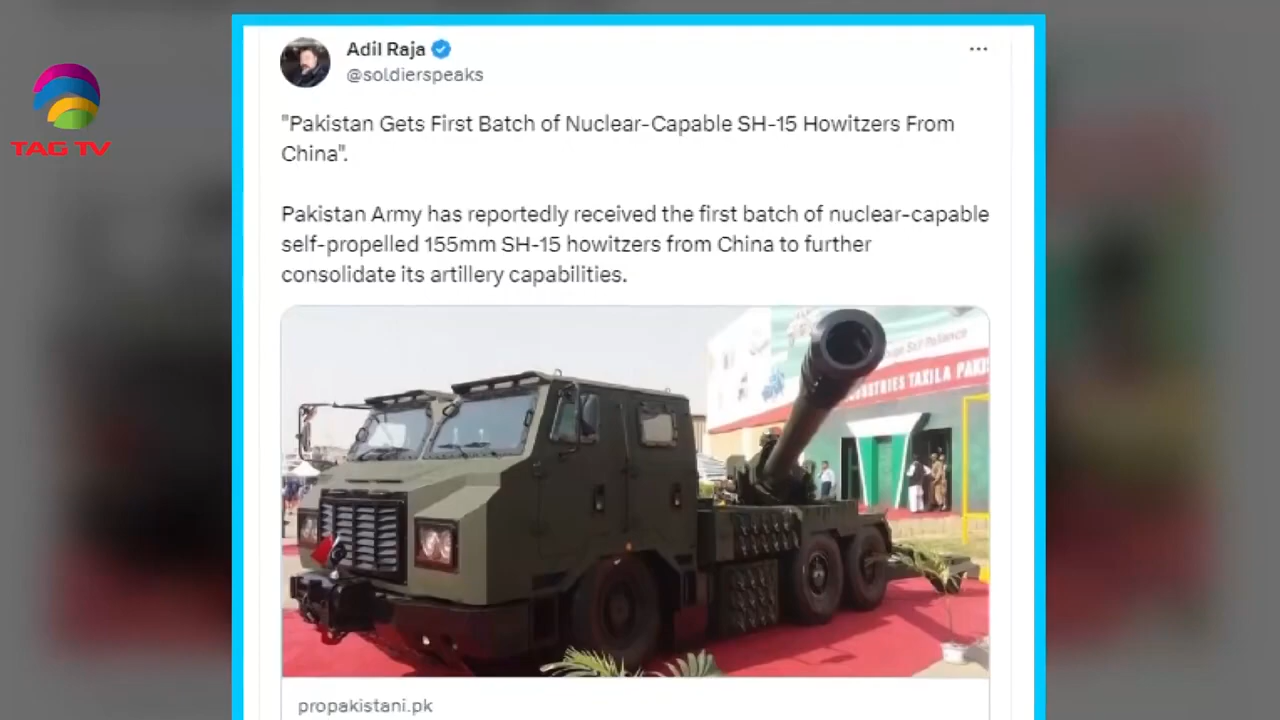 TAG TV
Adil Raja
@soldierspeaks
"Pakistan Gets First Batch of Nuclear-Capable SH-15 Howitzers From
China".
Pakistan Army has reportedly received the first batch of nuclear-capable
self-propelled 155mm SH-15 howitzers from China to further
consolidate its artillery capabilities.
Self Reliance
INDUSTRIES TAXILA PAKI
propakistani.pk